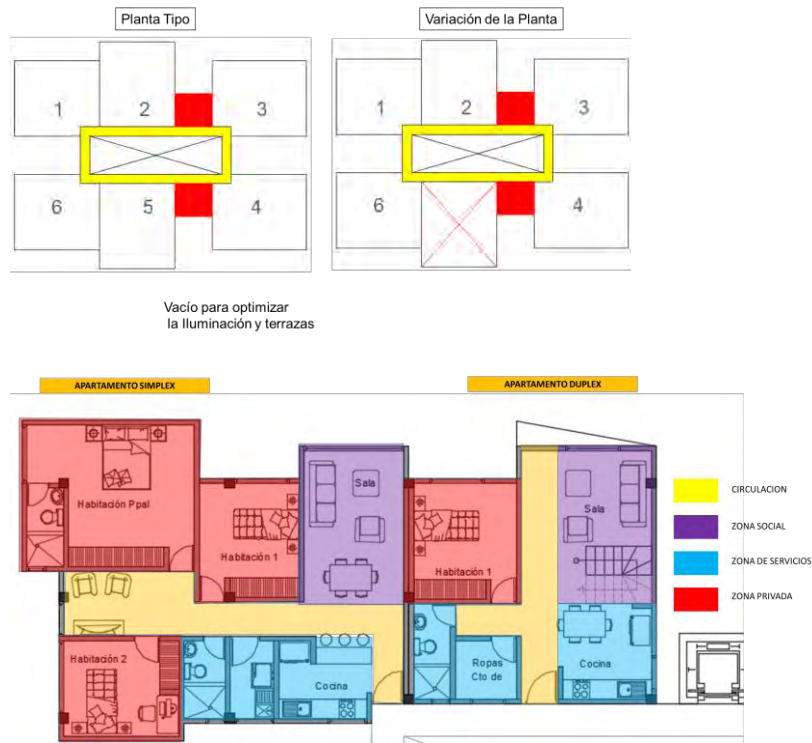 Planta Tipo
Variación de la Planta
1
2
3
6
5
4
1
2
3
6
4
Vacío para optimizar
la Iluminación y terrazas
APARTAMENTO SIMPLEX
APARTAMENTO DUPLEX
Habitación Ppal
Habitación 1
Sala
Habitación 1
Sala
Habitación 2
Cocina
Ropas
Cto de
Cocina
CIRCULACION
ZONA SOCIAL
ZONA DE SERVICIOS
ZONA PRIVADA